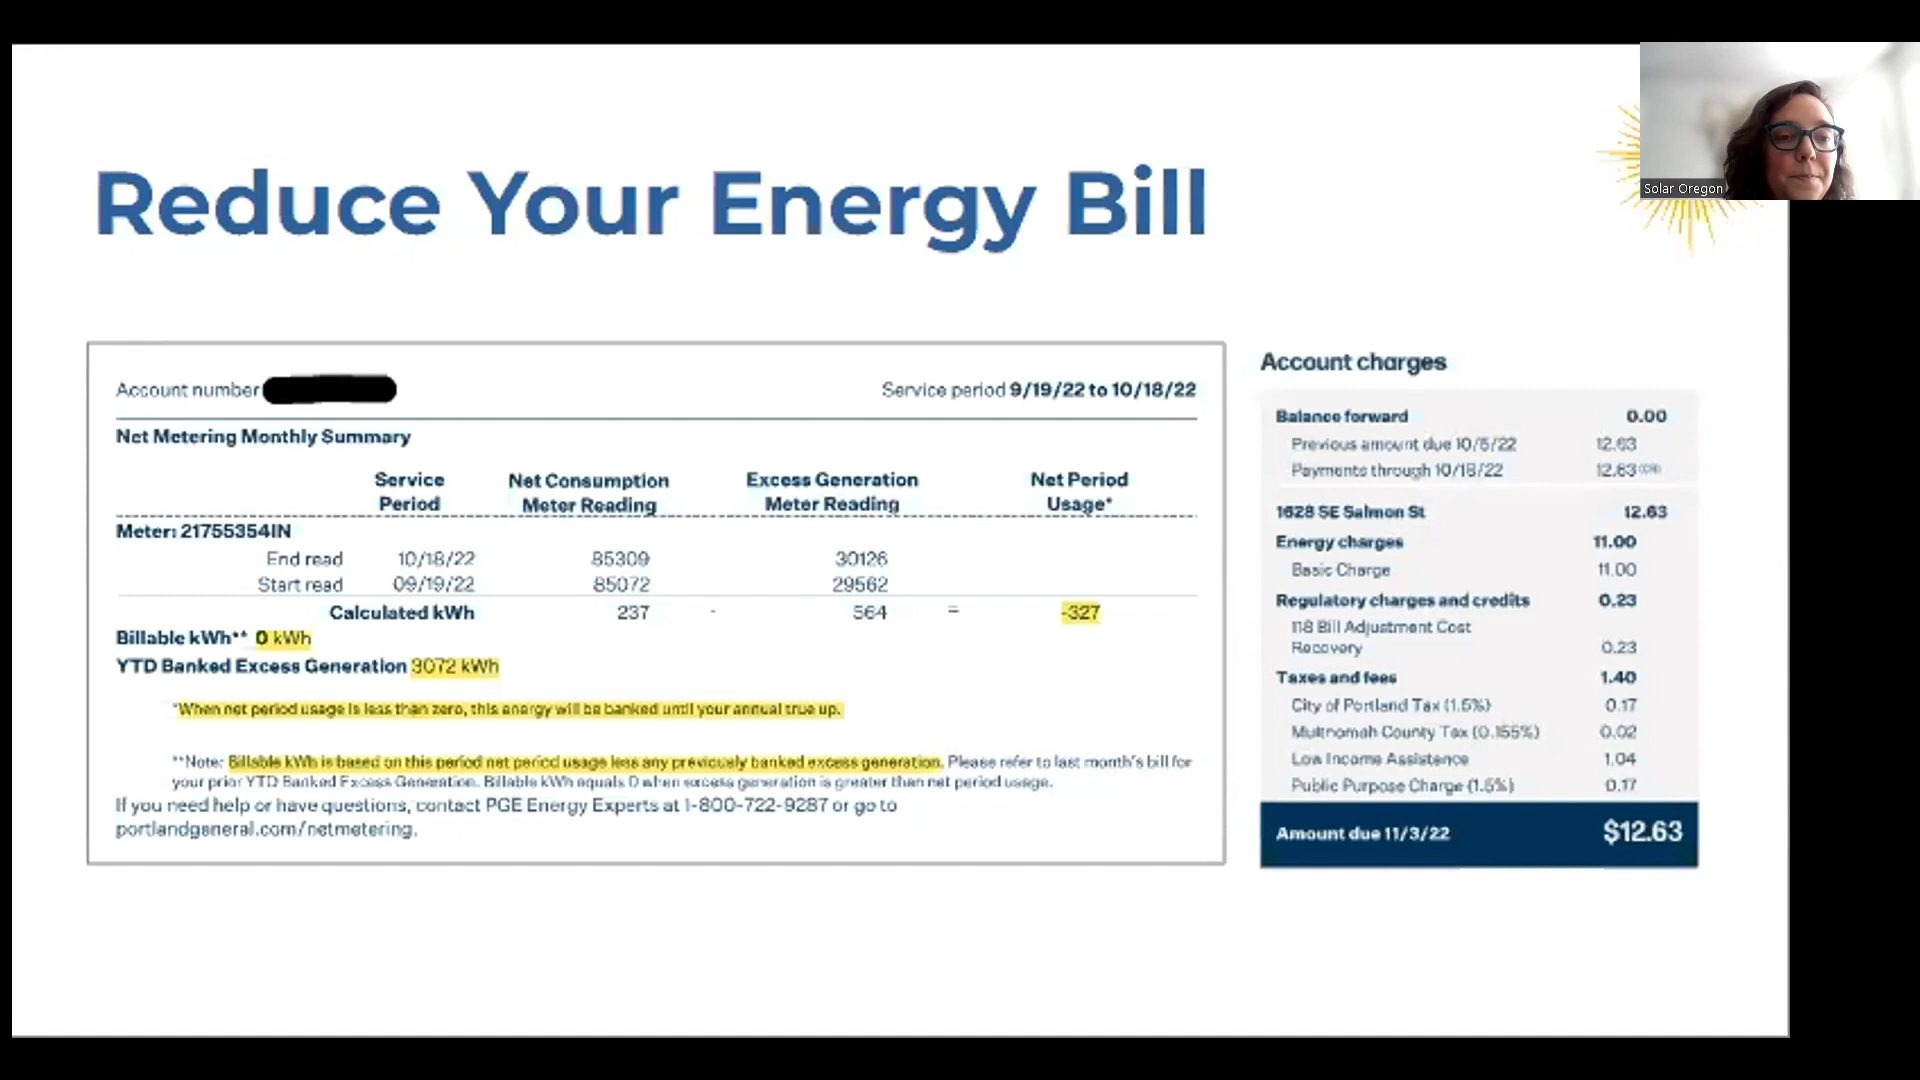 Reduce Your Energy Bill
Solar Oregon
Account number
Service period 9/19/22 to 10/18/22
Net Metering Monthly Summary
Service Period Net Consumption Meter Reading Excess Generation Meter Reading Net Period Usage*
Meter: 21755354IN
End read 10/18/22 85309 30126
Start read 09/19/22 85072 29562
Calculated kWh 237 - 564 = -327
Billable kWh** 0 kWh
YTD Banked Excess Generation 3072 kWh
*When net period usage is less than zero, this energy will be banked until your annual true up.
**Note: Billable kWh is based on this period net period usage less any previously banked excess generation. Please refer to last month's bill for
your prior YTD Banked Excess Generation. Billable kWh equals 0 when excess generation is greater than net period usage.
If you need help or have questions, contact PGE Energy Experts at 1-800-722-9287 or go to
portlandgeneral.com/netmetering.
Account charges
Balance forward 0.00
Previous amount due 10/5/22 12.63
Payments through 10/18/22 12.63
1628 SE Salmon St 12.63
Energy charges 11.00
Basic Charge 11.00
Regulatory charges and credits 0.23
118 Bill Adjustment Cost
Recovery 0.23
Taxes and fees 1.40
City of Portland Tax (1.5%) 0.17
Multnomah County Tax (0.155%) 0.02
Low Income Assistance 1.04
Public Purpose Charge (1.5%) 0.17
Amount due 11/3/22 $12.63